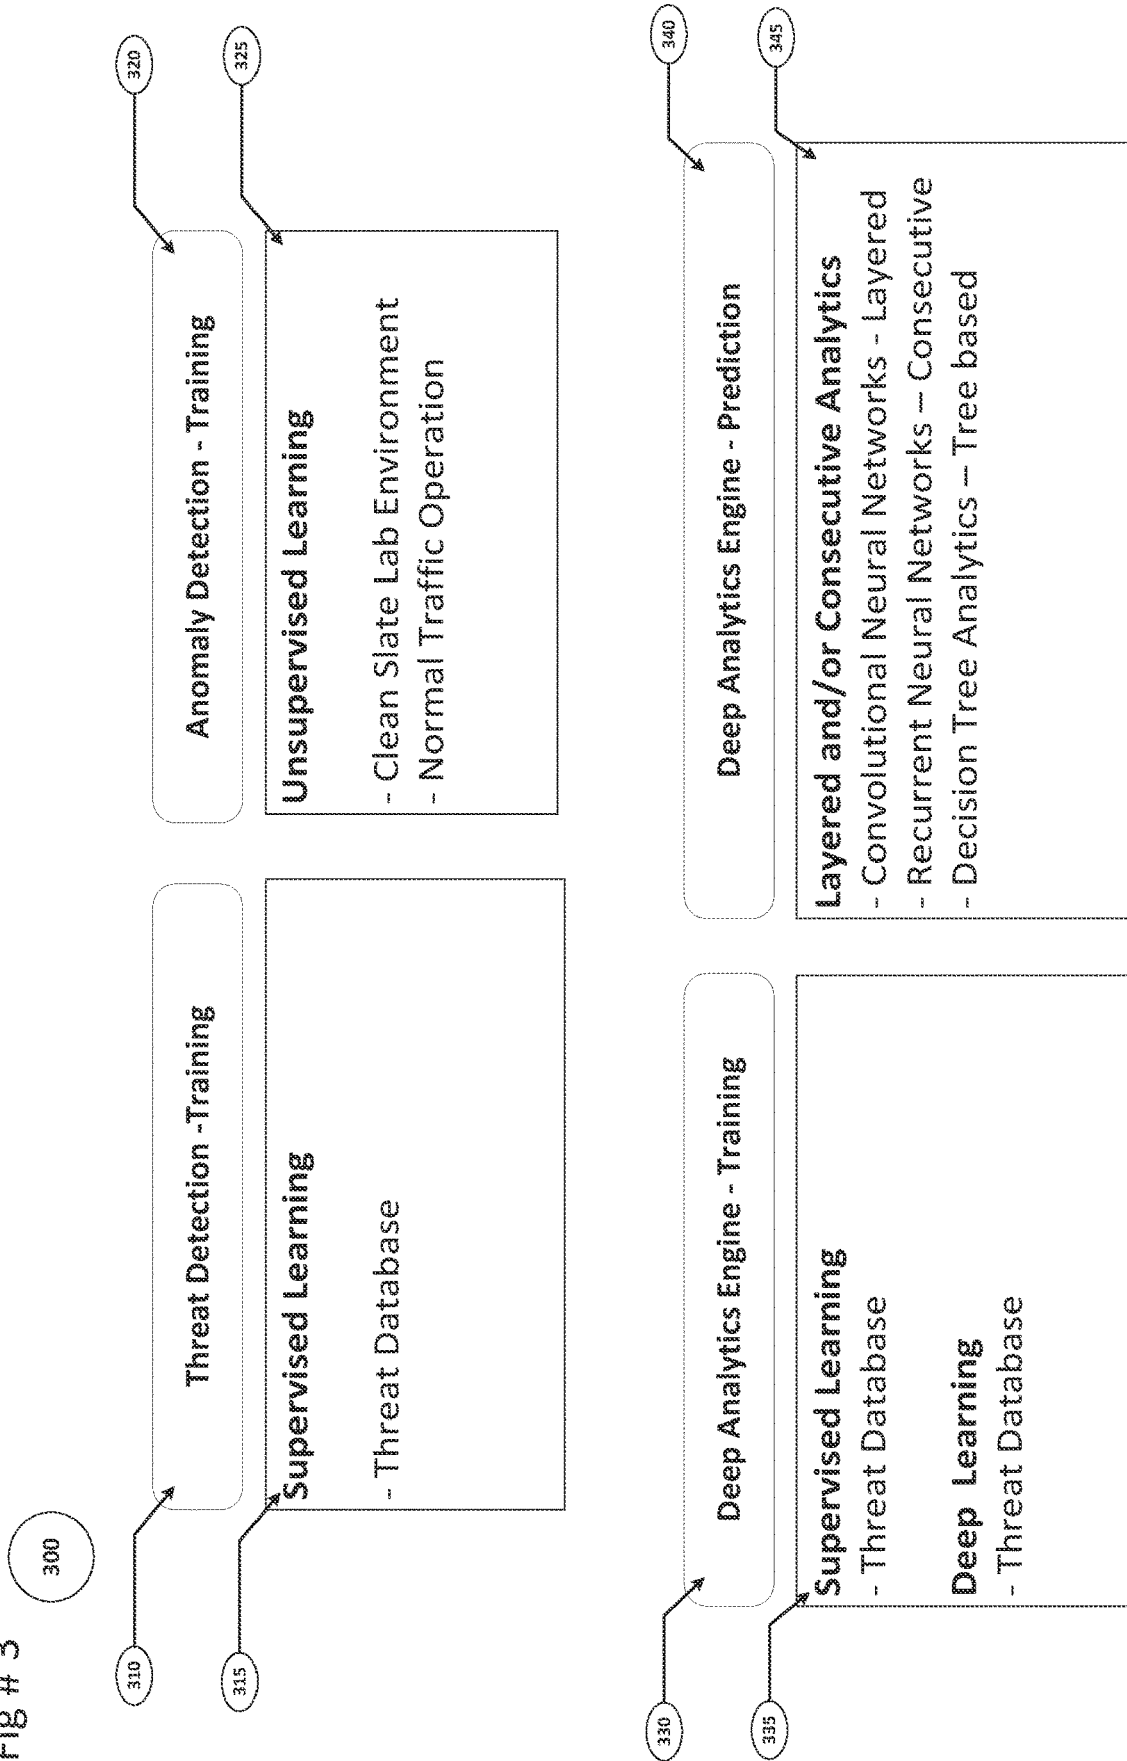 Fig # 3
300
310
Threat Detection -Training
320
Anomaly Detection - Training
315
Supervised Learning
- Threat Database
325
Unsupervised Learning
- Clean Slate Lab Environment
- Normal Traffic Operation
330
Deep Analytics Engine - Training
340
Deep Analytics Engine - Prediction
335
Supervised Learning
- Threat Database
Deep Learning
- Threat Database
345
Layered and/or Consecutive Analytics
- Convolutional Neural Networks - Layered
- Recurrent Neural Networks – Consecutive
- Decision Tree Analytics – Tree based